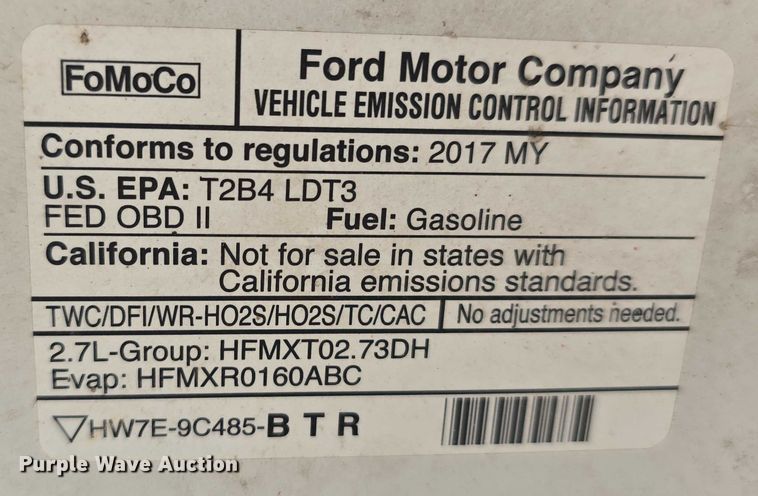 FoMoCo
Ford Motor Company
VEHICLE EMISSION CONTROL INFORMATION
Conforms to regulations: 2017 MY
U.S. EPA: T2B4 LDT3
FED OBD II Fuel: Gasoline
California: Not for sale in states with
California emissions standards.
TWC/DFI/WR-HO2S/HO2S/TC/CAC No adjustments needed.
2.7L-Group: HFMXT02.73DH
Evap: HFMXR0160ABC
HW7E-9C485-B T R
Purple Wave Auction